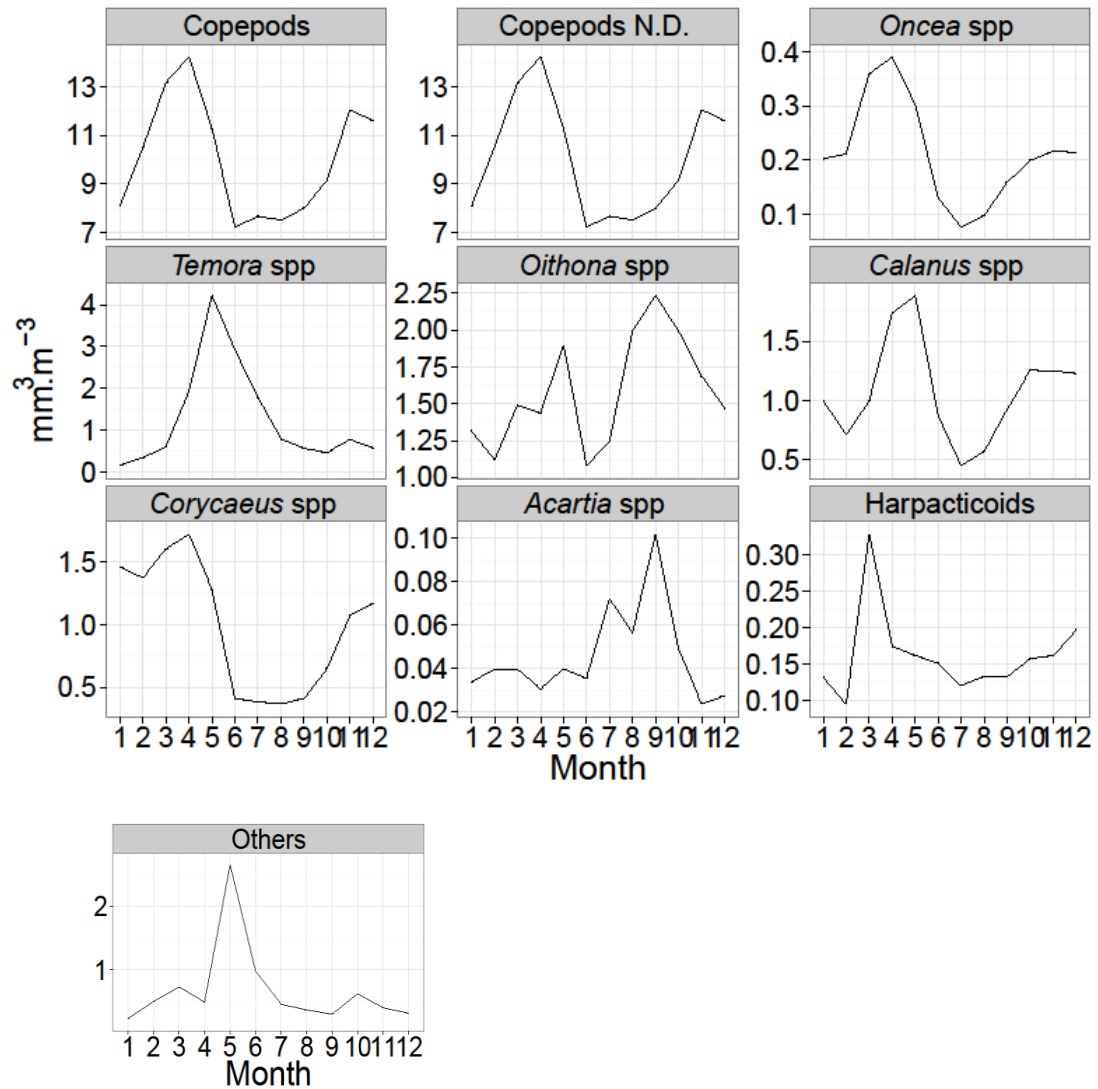 Copepods
Copepods N.D.
Oncea spp
13
11
9
7
13
11
9
7
0.4
0.3
0.2
0.1
Temora spp
Oithona spp
Calanus spp
4
3
2
1
0
2.25
2.00
1.75
1.50
1.25
1.00
1.5
1.0
0.5
mm³.m⁻³
Corycaeus spp
Acartia spp
Harpacticoids
1.5
1.0
0.5
0.10
0.08
0.06
0.04
0.02
0.30
0.25
0.20
0.15
0.10
1 2 3 4 5 6 7 8 9 10 11 12
1 2 3 4 5 6 7 8 9 10 11 12
1 2 3 4 5 6 7 8 9 10 11 12
Month
Others
2
1
1 2 3 4 5 6 7 8 9 10 11 12
Month